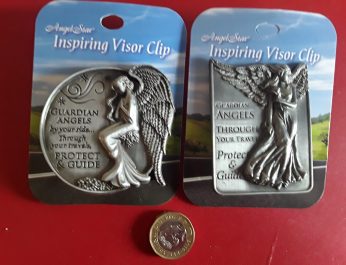 AngelStar
Inspiring Visor Clip
GUARDIAN
ANGELS
by your side...
Through
your travels,
PROTECT
& GUIDE
AngelStar
Inspiring Visor Clip
GUARDIAN
ANGELS
THROUGH
YOUR TRAVELS
Protect
&
Guide